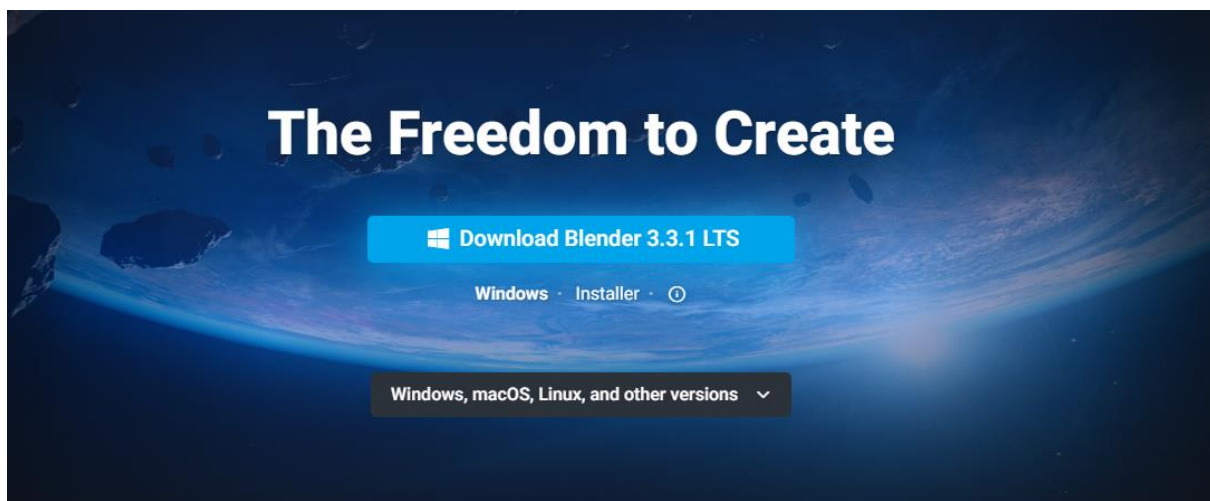 The Freedom to Create
Download Blender 3.3.1 LTS
Windows · Installer ·
Windows, macOS, Linux, and other versions